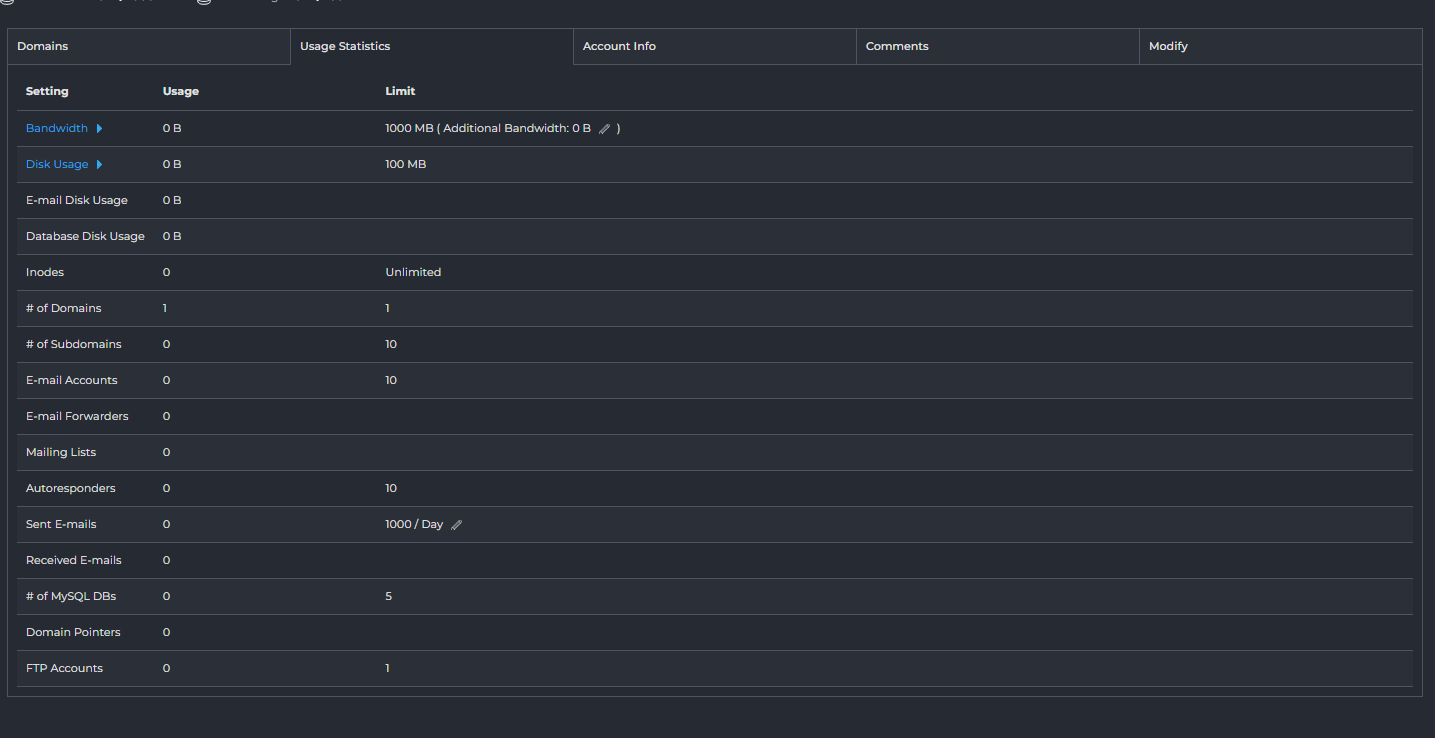 Domains Usage Statistics Account Info Comments Modify
Setting Usage Limit
Bandwidth 0 B 1000 MB ( Additional Bandwidth: 0 B )
Disk Usage 0 B 100 MB
E-mail Disk Usage 0 B
Database Disk Usage 0 B
Inodes 0 Unlimited
# of Domains 1 1
# of Subdomains 0 10
E-mail Accounts 0 10
E-mail Forwarders 0
Mailing Lists 0
Autoresponders 0 10
Sent E-mails 0 1000 / Day
Received E-mails 0
# of MySQL DBs 0 5
Domain Pointers 0
FTP Accounts 0 1